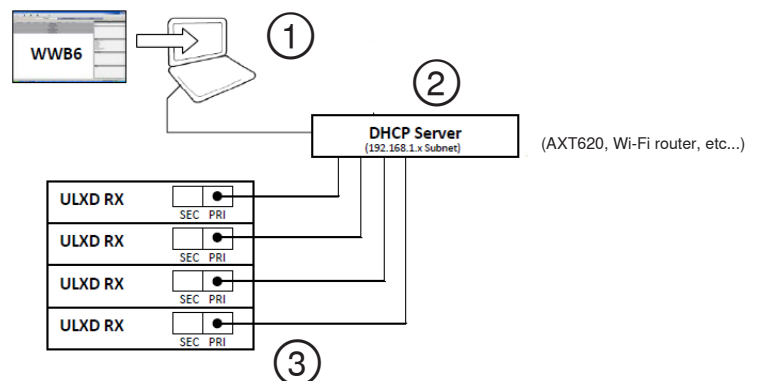 WWB6
1
2
DHCP Server
(192.168.1.x Subnet)
(AXT620, Wi-Fi router, etc...)
ULXD RX
SEC PRI
ULXD RX
SEC PRI
ULXD RX
SEC PRI
ULXD RX
SEC PRI
3